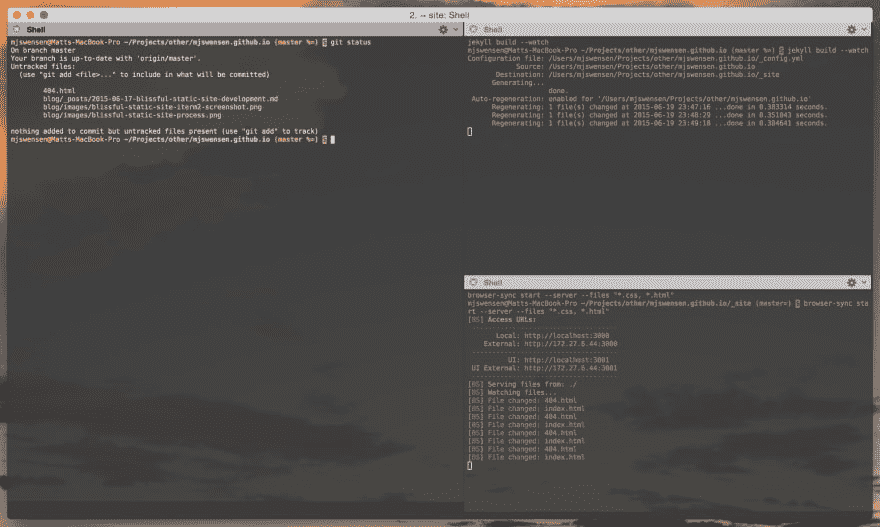 2. ~ site: Shell
Shell
mjswensen@Matts-MacBook-Pro ~/Projects/other/mjswensen.github.io (master %=) $ git status
On branch master
Your branch is up-to-date with 'origin/master'.
Untracked files:
(use "git add <file>..." to include in what will be committed)
404.html
blog/_posts/2015-06-17-blissful-static-site-development.md
blog/images/blissful-static-site-iterm2-screenshot.png
blog/images/blissful-static-site-process.png
nothing added to commit but untracked files present (use "git add" to track)
mjswensen@Matts-MacBook-Pro ~/Projects/other/mjswensen.github.io (master %=) $
Shell
jekyll build --watch
mjswensen@Matts-MacBook-Pro ~/Projects/other/mjswensen.github.io (master %=) $ jekyll build --watch
Configuration file: /Users/mjswensen/Projects/other/mjswensen.github.io/_config.yml
Source: /Users/mjswensen/Projects/other/mjswensen.github.io
Destination: /Users/mjswensen/Projects/other/mjswensen.github.io/_site
Generating...
done.
Auto-regeneration: enabled for '/Users/mjswensen/Projects/other/mjswensen.github.io'
Regenerating: 1 file(s) changed at 2015-06-19 23:47:16 ...done in 0.383314 seconds.
Regenerating: 1 file(s) changed at 2015-06-19 23:48:29 ...done in 0.351043 seconds.
Regenerating: 1 file(s) changed at 2015-06-19 23:49:18 ...done in 0.304641 seconds.
Shell
browser-sync start --server --files "*.css, *.html"
mjswensen@Matts-MacBook-Pro ~/Projects/other/mjswensen.github.io/_site (master=) $ browser-sync sta
rt --server --files "*.css, *.html"
[BS] Access URLs:
-----------------------------------
Local: http://localhost:3000
External: http://172.27.6.44:3000
-----------------------------------
UI: http://localhost:3001
UI External: http://172.27.6.44:3001
-----------------------------------
[BS] Serving files from: ./
[BS] Watching files...
[BS] File changed: 404.html
[BS] File changed: index.html
[BS] File changed: 404.html
[BS] File changed: index.html
[BS] File changed: 404.html
[BS] File changed: index.html
[BS] File changed: 404.html
[BS] File changed: index.html